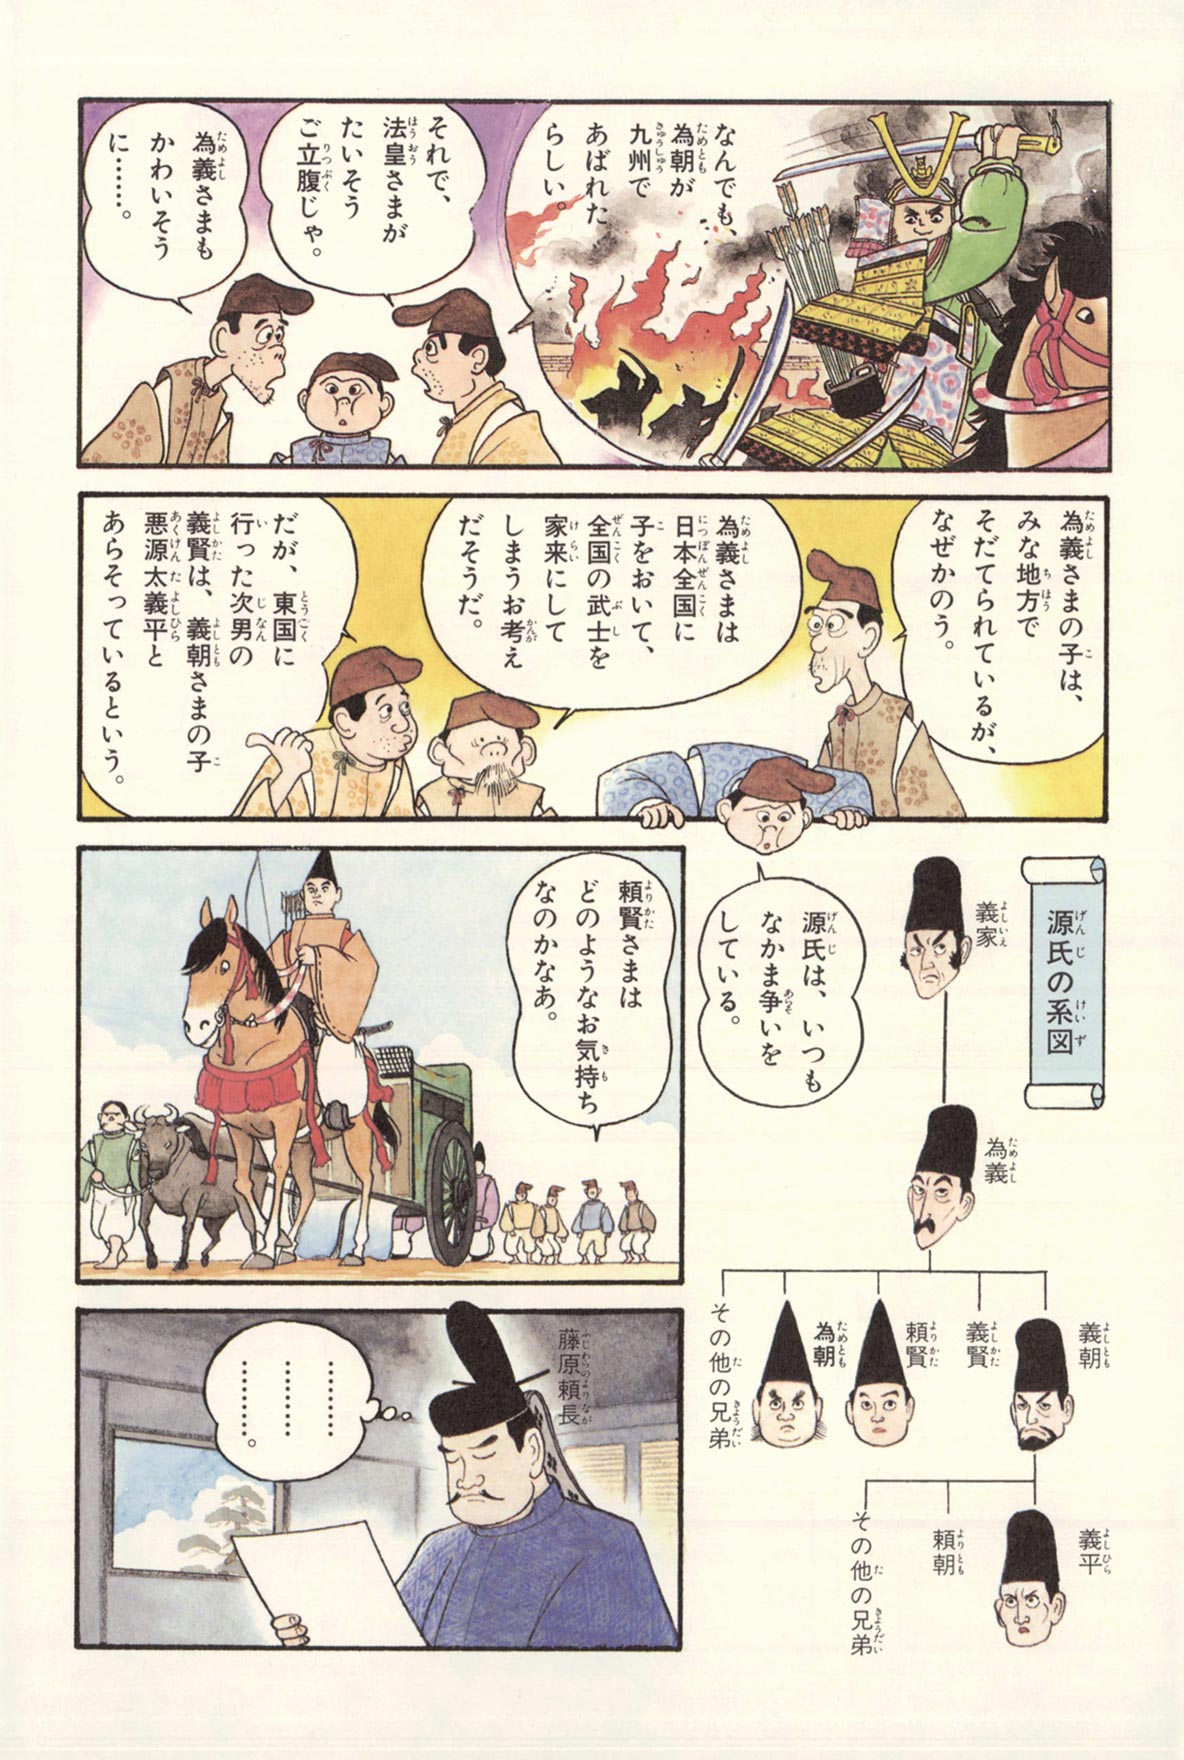 なんでも、
為朝が
九州で
あばれた
らしい。
それで、
法皇さまが
たいそう
ご立腹じゃ。
為義さまも
かわいそう
に……。
為義さまの子は、
みな地方で
そだてられているが、
なぜかのう。
為義さまは
日本全国に
子をおいて、
全国の武士を
家来にして
しまうお考え
だそうだ。
だが、東国に
行った次男の
義賢は、義朝さまの子
悪源太義平と
あらそっているという。
源氏の系図
義家
為義
義朝
義賢
頼賢
為朝
その他の兄弟
義平
頼朝
その他の兄弟
源氏は、いつも
なかま争いを
している。
頼賢さまは
どのようなお気持ち
なのかなあ。
藤原頼長
…………
…………
…………。